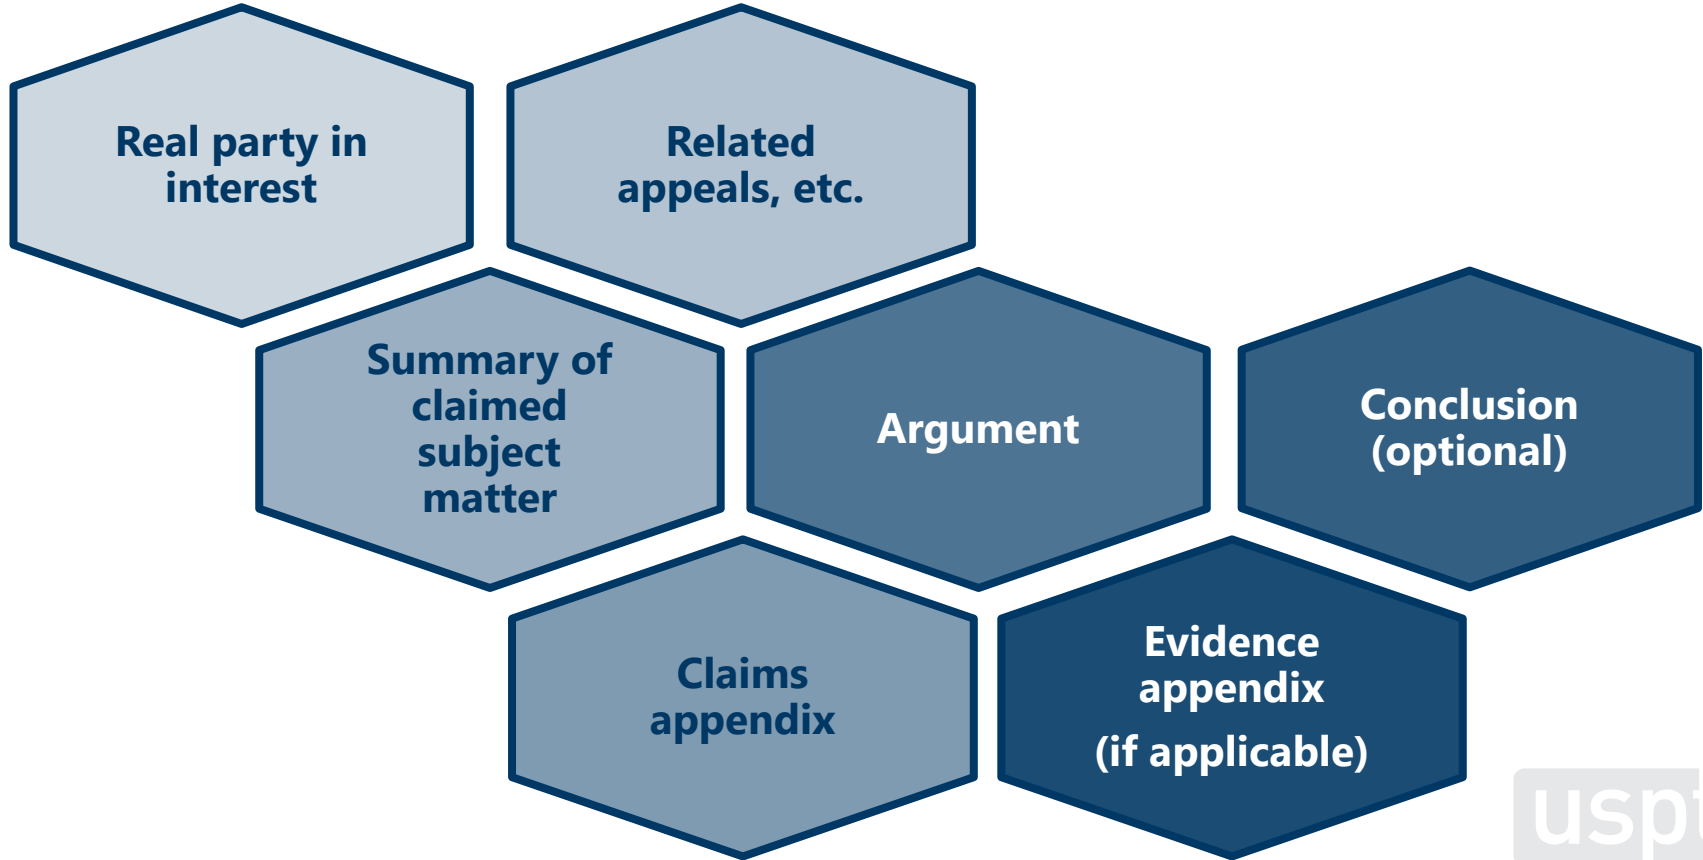 Real party in
interest
Related
appeals, etc.
Summary of
claimed
subject
matter
Argument
Conclusion
(optional)
Claims
appendix
Evidence
appendix
(if applicable)
uspt